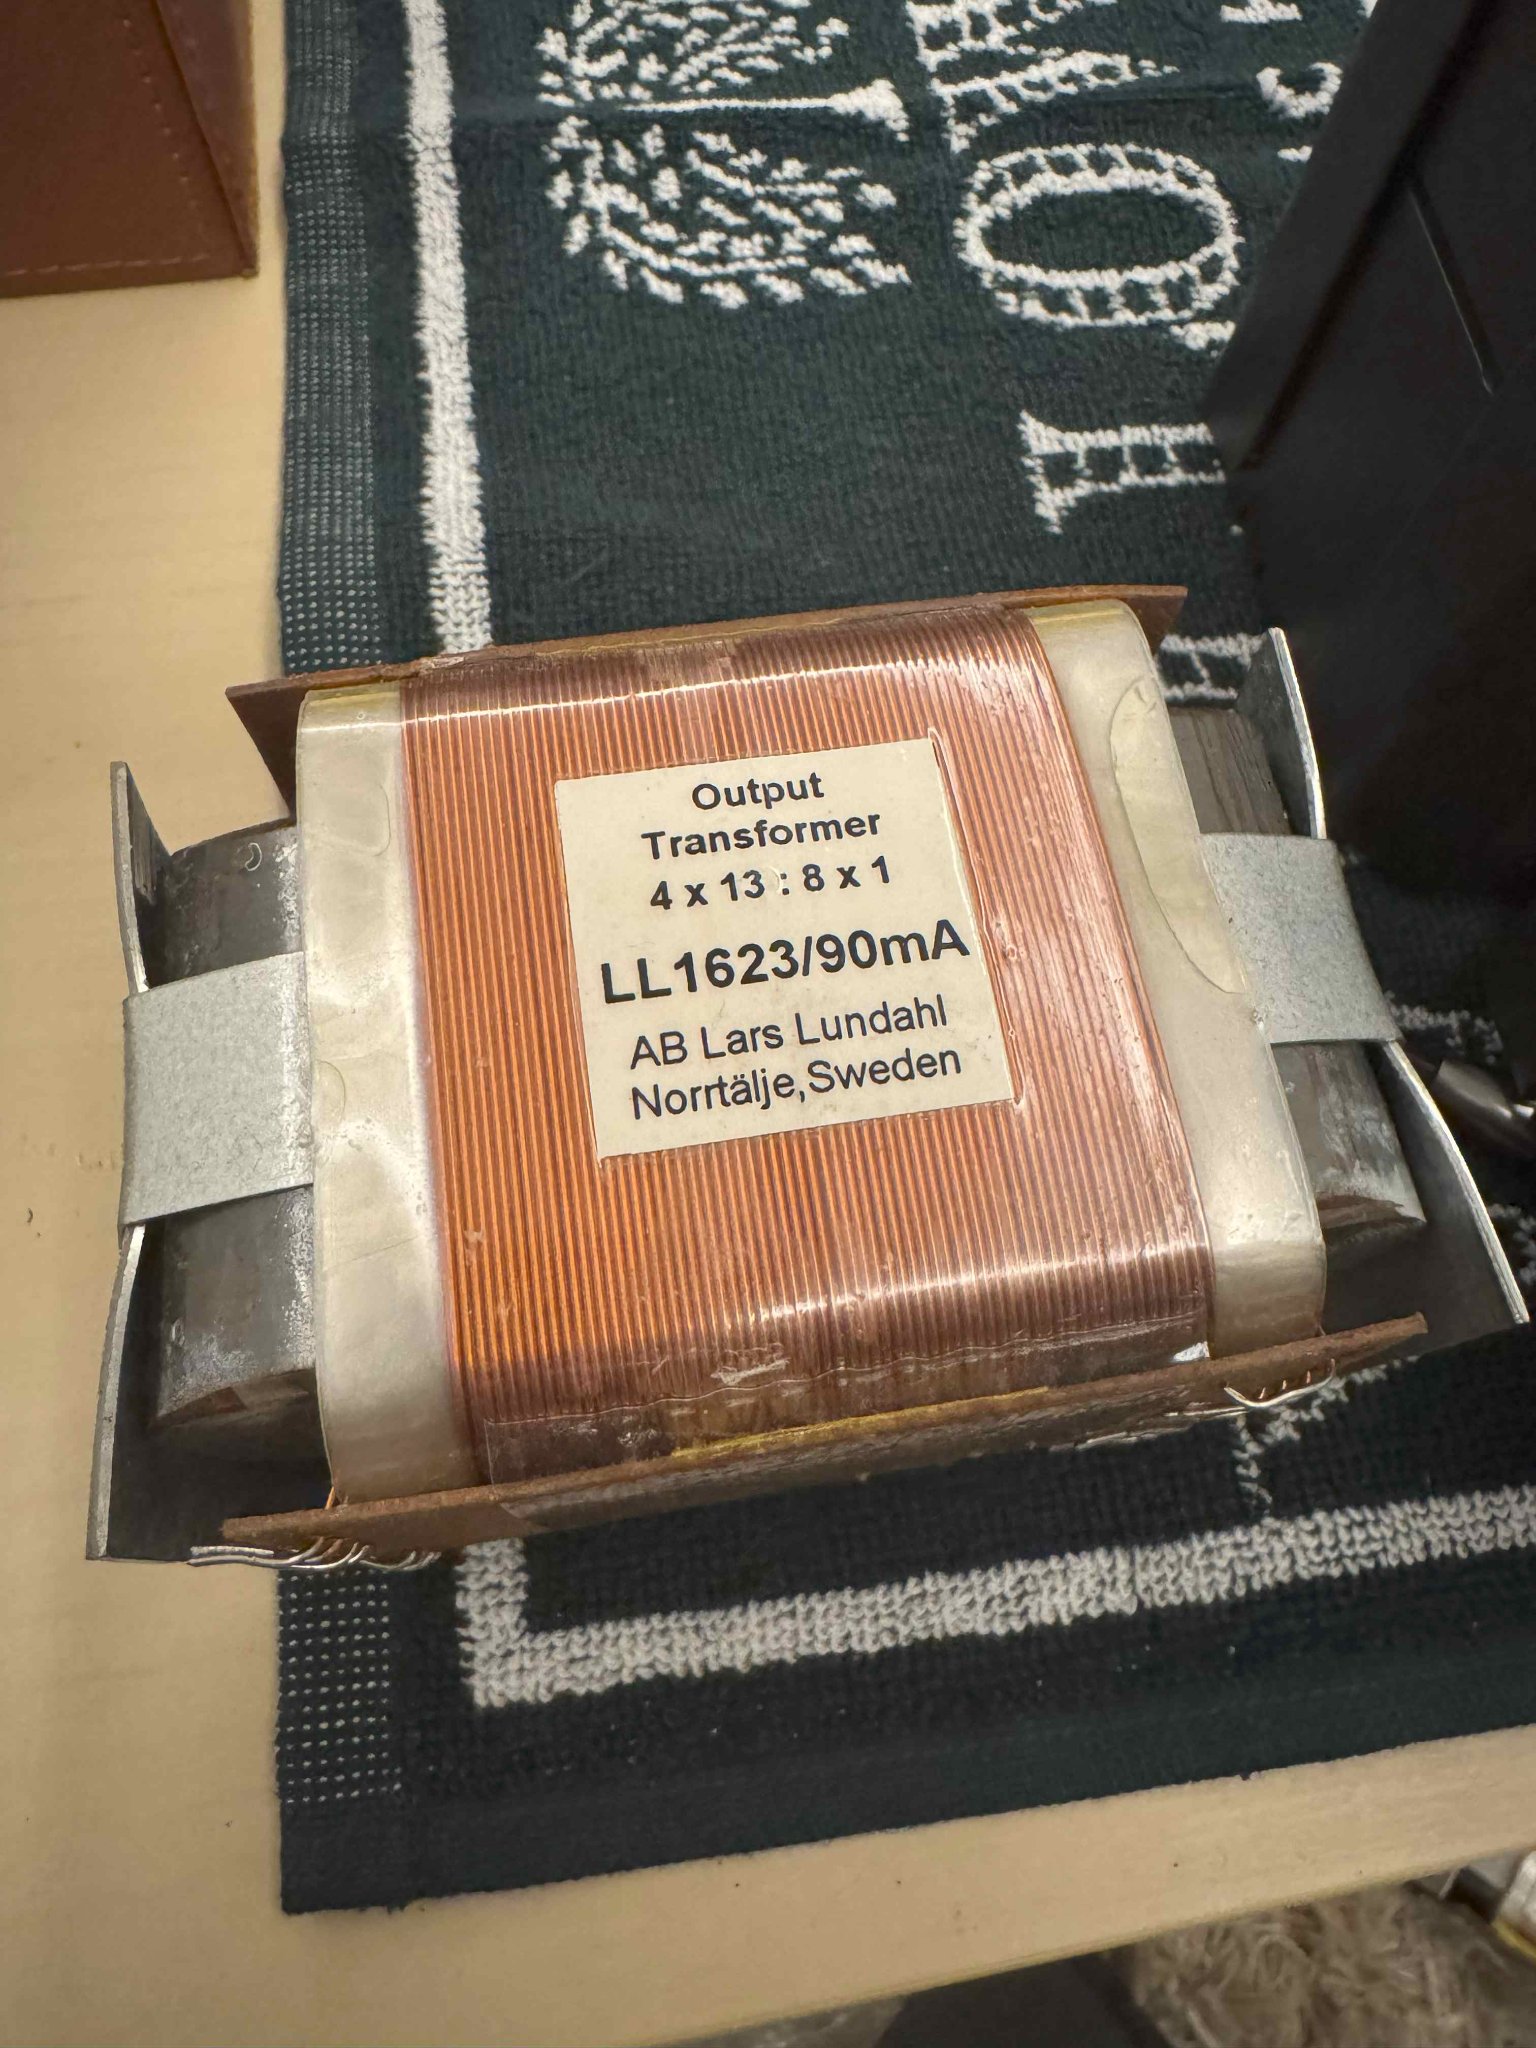 Output
Transformer
4 x 13 : 8 x 1
LL1623/90mA
AB Lars Lundahl
Norrtälje,Sweden